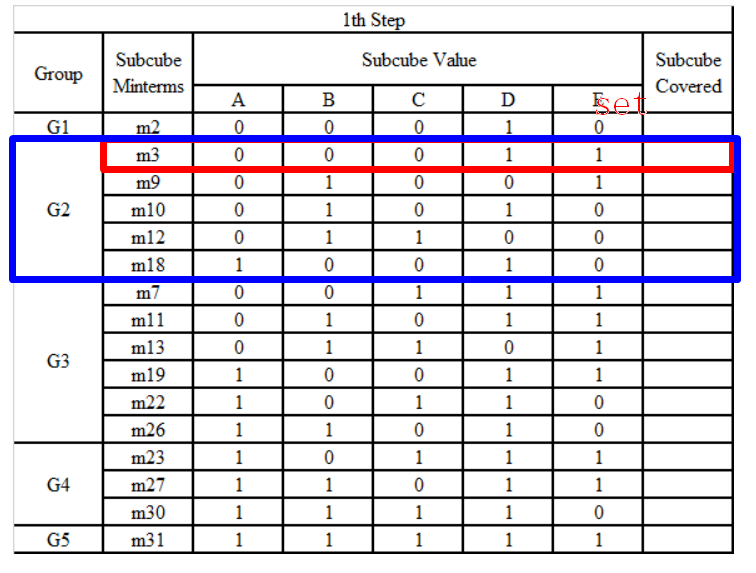 1th Step
Group Subcube Minterms Subcube Value Subcube Covered
A B C D E
set
G1 m2 0 0 0 1 0
m3 0 0 0 1 1
m9 0 1 0 0 1
G2 m10 0 1 0 1 0
m12 0 1 1 0 0
m18 1 0 0 1 0
m7 0 0 1 1 1
m11 0 1 0 1 1
m13 0 1 1 0 1
G3 m19 1 0 0 1 1
m22 1 0 1 1 0
m26 1 1 0 1 0
m23 1 0 1 1 1
G4 m27 1 1 0 1 1
m30 1 1 1 1 0
G5 m31 1 1 1 1 1